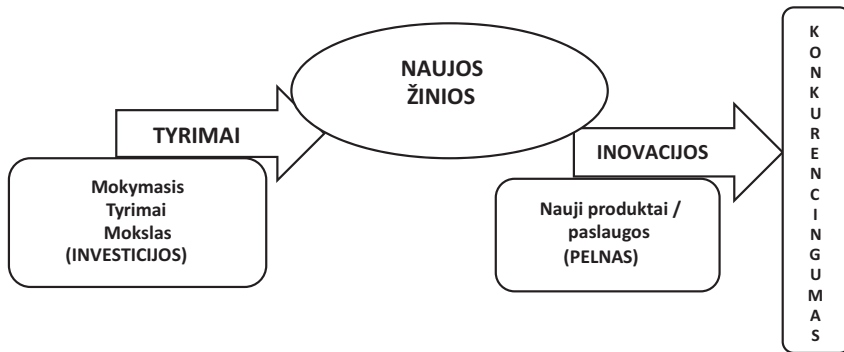 NAUJOS
ŽINIOS
TYRIMAI
Mokymasis
Tyrimai
Mokslas
(INVESTICIJOS)
INOVACIJOS
Nauji produktai /
paslaugos
(PELNAS)
K
O
N
K
U
R
E
N
C
I
N
G
U
M
A
S